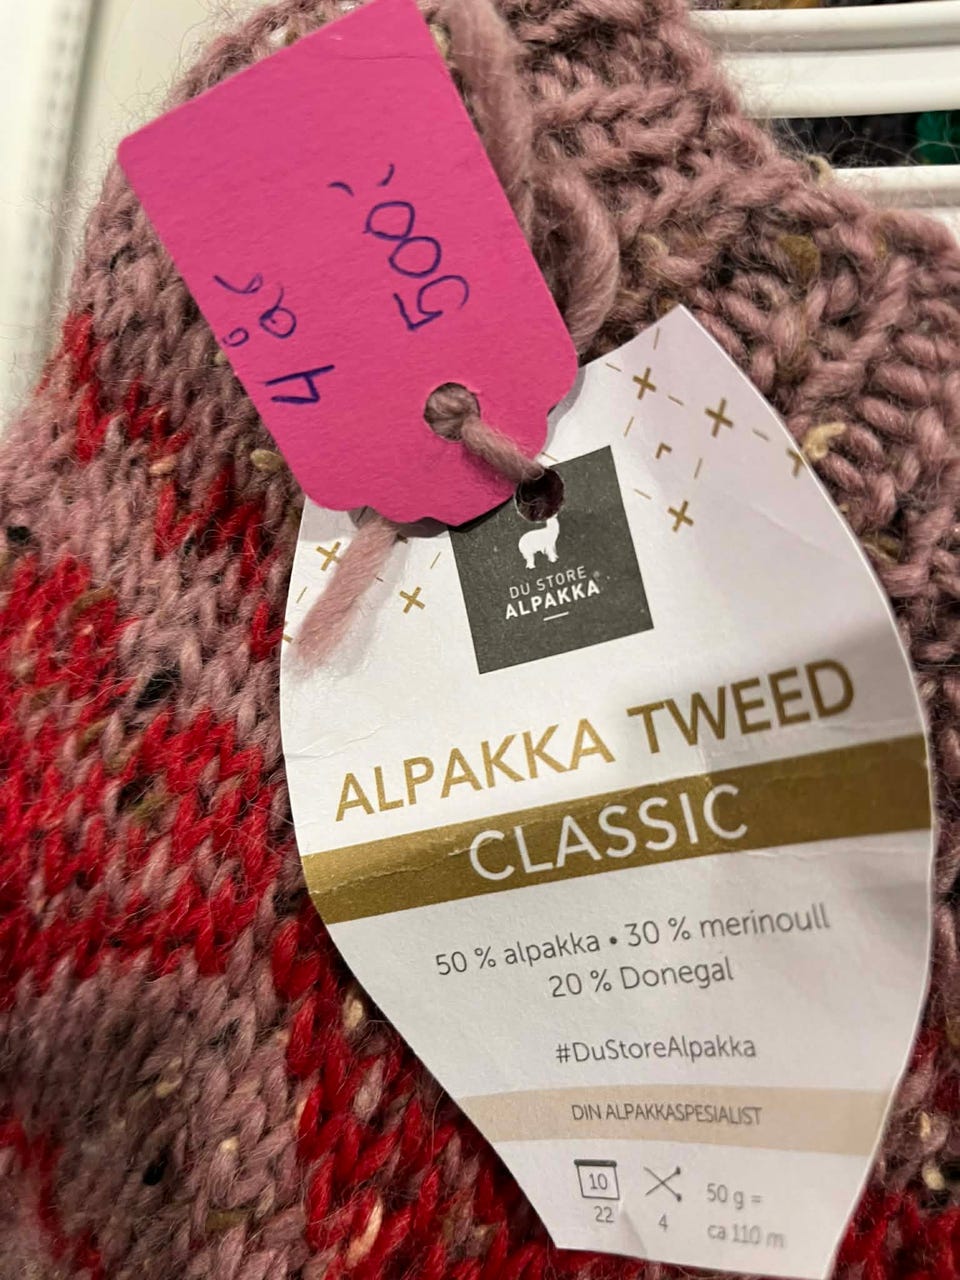 4 år
500,-
DU STORE
ALPAKKA®
ALPAKKA TWEED
CLASSIC
50 % alpakka • 30 % merinoull
20 % Donegal
#DuStoreAlpakka
DIN ALPAKKASPESIALIST
10
22
4
50 g =
ca 110 m